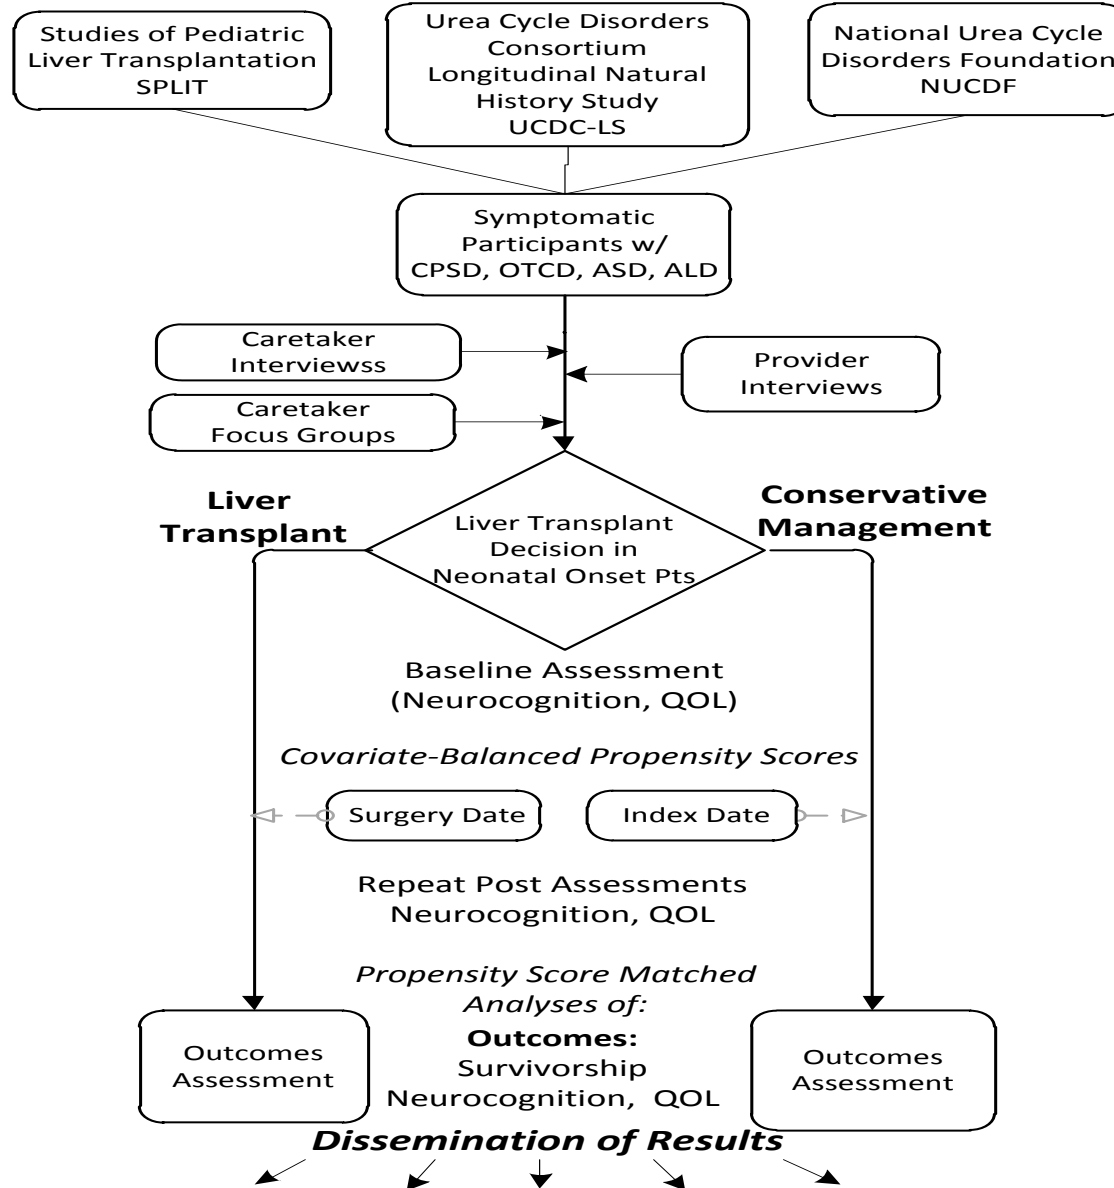 Studies of Pediatric
Liver Transplantation
SPLIT
Urea Cycle Disorders
Consortium
Longitudinal Natural
History Study
UCDC-LS
National Urea Cycle
Disorders Foundation
NUCDF
Symptomatic
Participants w/
CPSD, OTCD, ASD, ALD
Caretaker
Interviewss
Provider
Interviews
Caretaker
Focus Groups
Liver
Transplant
Conservative
Management
Liver Transplant
Decision in
Neonatal Onset Pts
Baseline Assessment
(Neurocognition, QOL)
Covariate-Balanced Propensity Scores
Surgery Date
Index Date
Repeat Post Assessments
Neurocognition, QOL
Propensity Score Matched
Analyses of:
Outcomes:
Survivorship
Neurocognition, QOL
Outcomes
Assessment
Outcomes
Assessment
Dissemination of Results